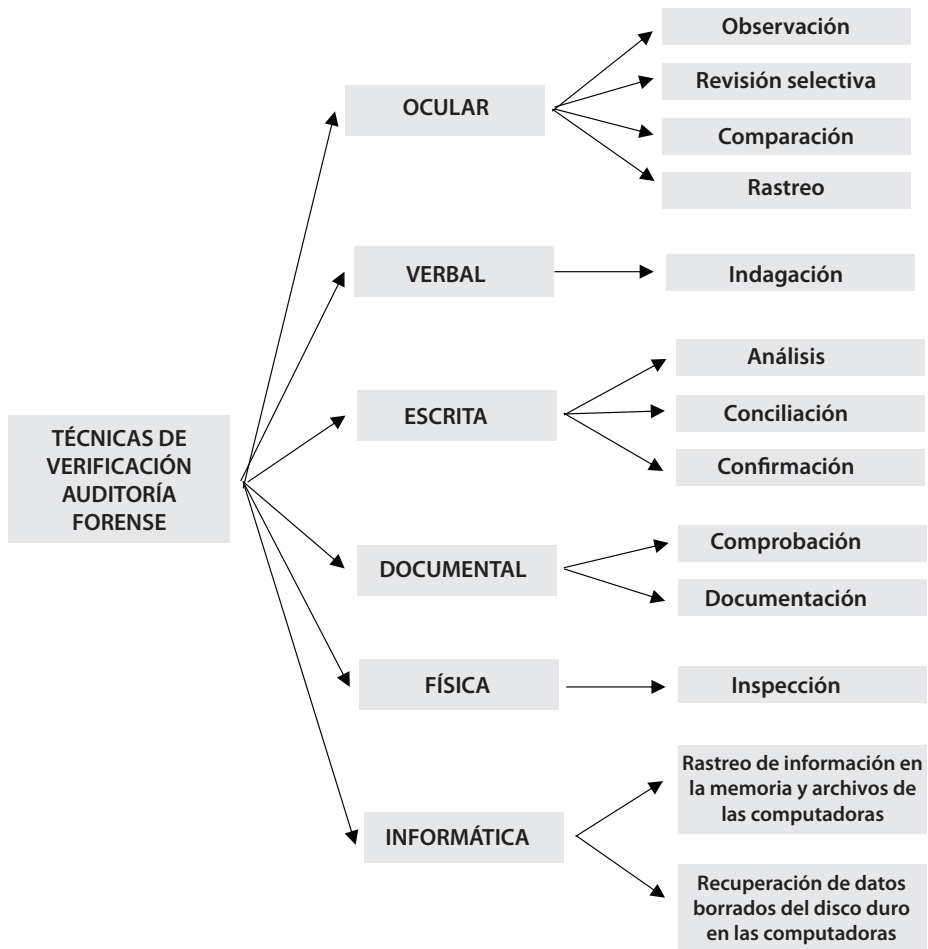 TÉCNICAS DE
VERIFICACIÓN
AUDITORÍA
FORENSE
OCULAR
Observación
Revisión selectiva
Comparación
Rastreo
VERBAL
Indagación
ESCRITA
Análisis
Conciliación
Confirmación
DOCUMENTAL
Comprobación
Documentación
FÍSICA
Inspección
INFORMÁTICA
Rastreo de información en
la memoria y archivos de
las computadoras
Recuperación de datos
borrados del disco duro
en las computadoras